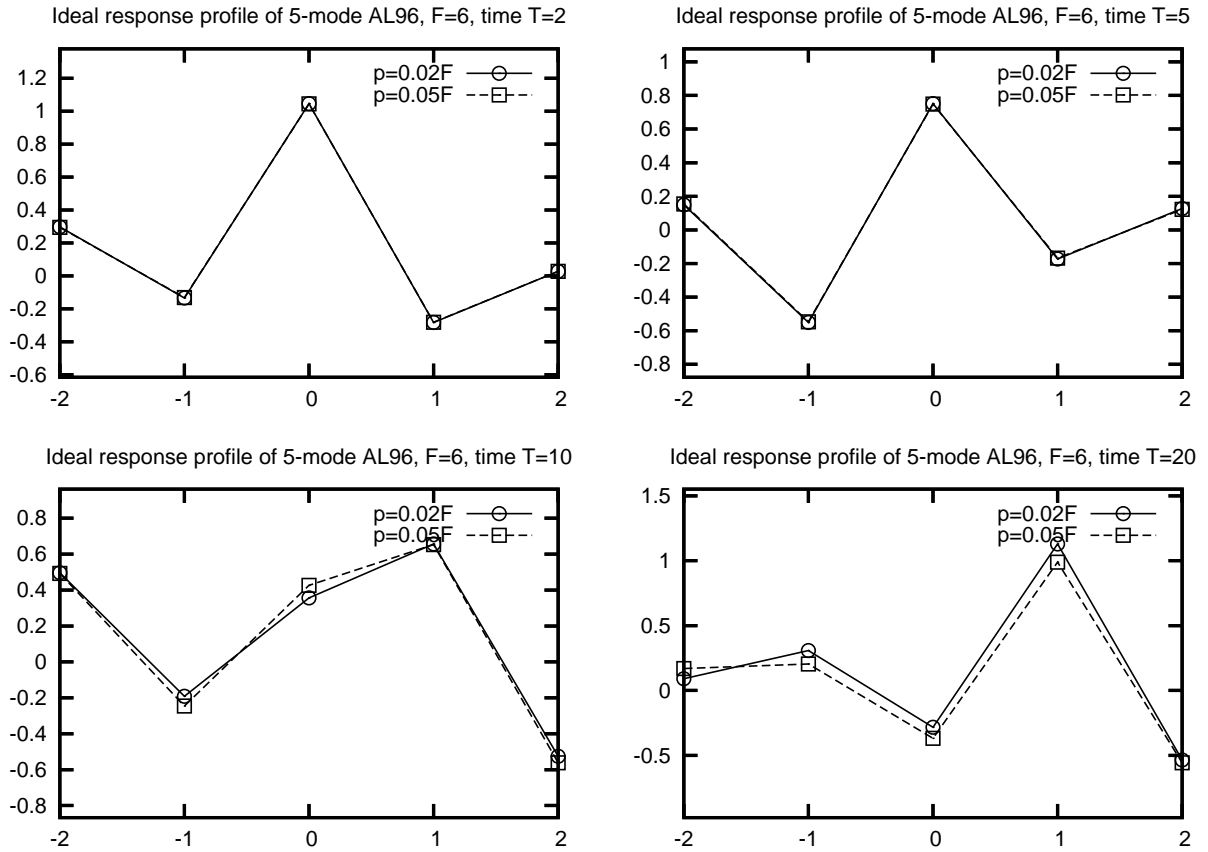 Ideal response profile of 5-mode AL96, F=6, time T=2
p=0.02F
p=0.05F
1.2
1
0.8
0.6
0.4
0.2
0
-0.2
-0.4
-0.6
-2 -1 0 1 2
Ideal response profile of 5-mode AL96, F=6, time T=5
p=0.02F
p=0.05F
1
0.8
0.6
0.4
0.2
0
-0.2
-0.4
-0.6
-0.8
-2 -1 0 1 2
Ideal response profile of 5-mode AL96, F=6, time T=10
p=0.02F
p=0.05F
0.8
0.6
0.4
0.2
0
-0.2
-0.4
-0.6
-0.8
-2 -1 0 1 2
Ideal response profile of 5-mode AL96, F=6, time T=20
p=0.02F
p=0.05F
1.5
1
0.5
0
-0.5
-2 -1 0 1 2